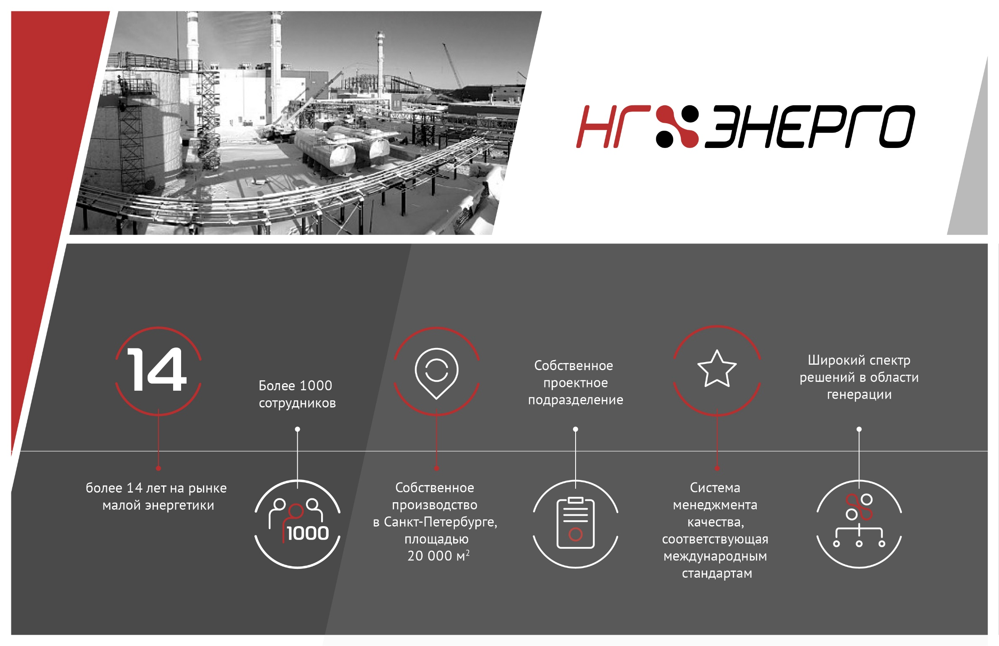 НГ ЭНЕРГО
14
более 14 лет на рынке
малой энергетики
Более 1000
сотрудников
1000
Собственное
производство
в Санкт-Петербурге,
площадью
20 000 м²
Собственное
проектное
подразделение
Система
менеджмента
качества,
соответствующая
международным
стандартам
Широкий спектр
решений в области
генерации